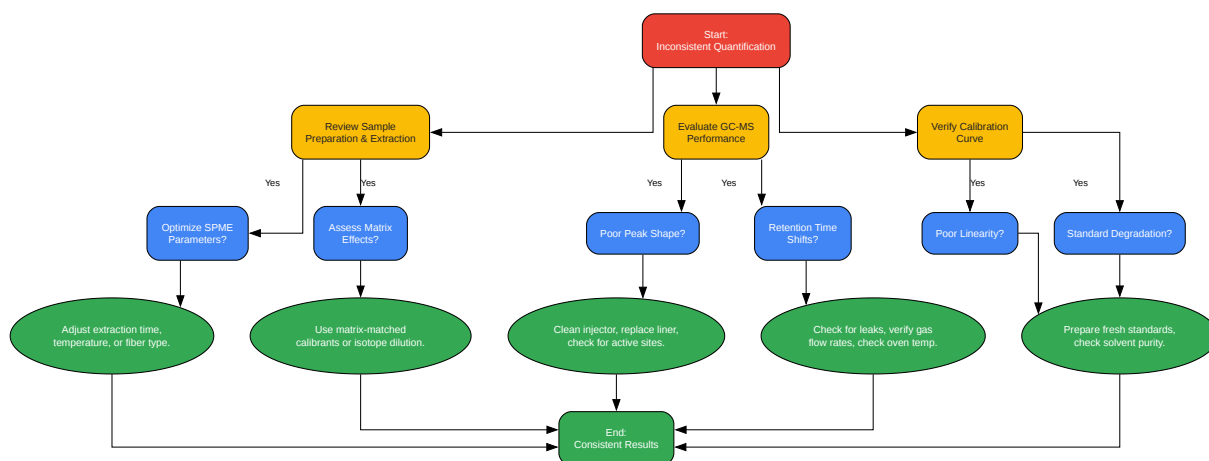 Start:
Inconsistent Quantification
Review Sample
Preparation & Extraction
Evaluate GC-MS
Performance
Verify Calibration
Curve
Yes
Yes
Yes
Yes
Yes
Yes
Optimize SPME
Parameters?
Assess Matrix
Effects?
Poor Peak Shape?
Retention Time
Shifts?
Poor Linearity?
Standard Degradation?
Adjust extraction time,
temperature, or fiber type.
Use matrix-matched
calibrants or isotope dilution.
Clean injector, replace liner,
check for active sites.
Check for leaks, verify gas
flow rates, check oven temp.
Prepare fresh standards,
check solvent purity.
End:
Consistent Results